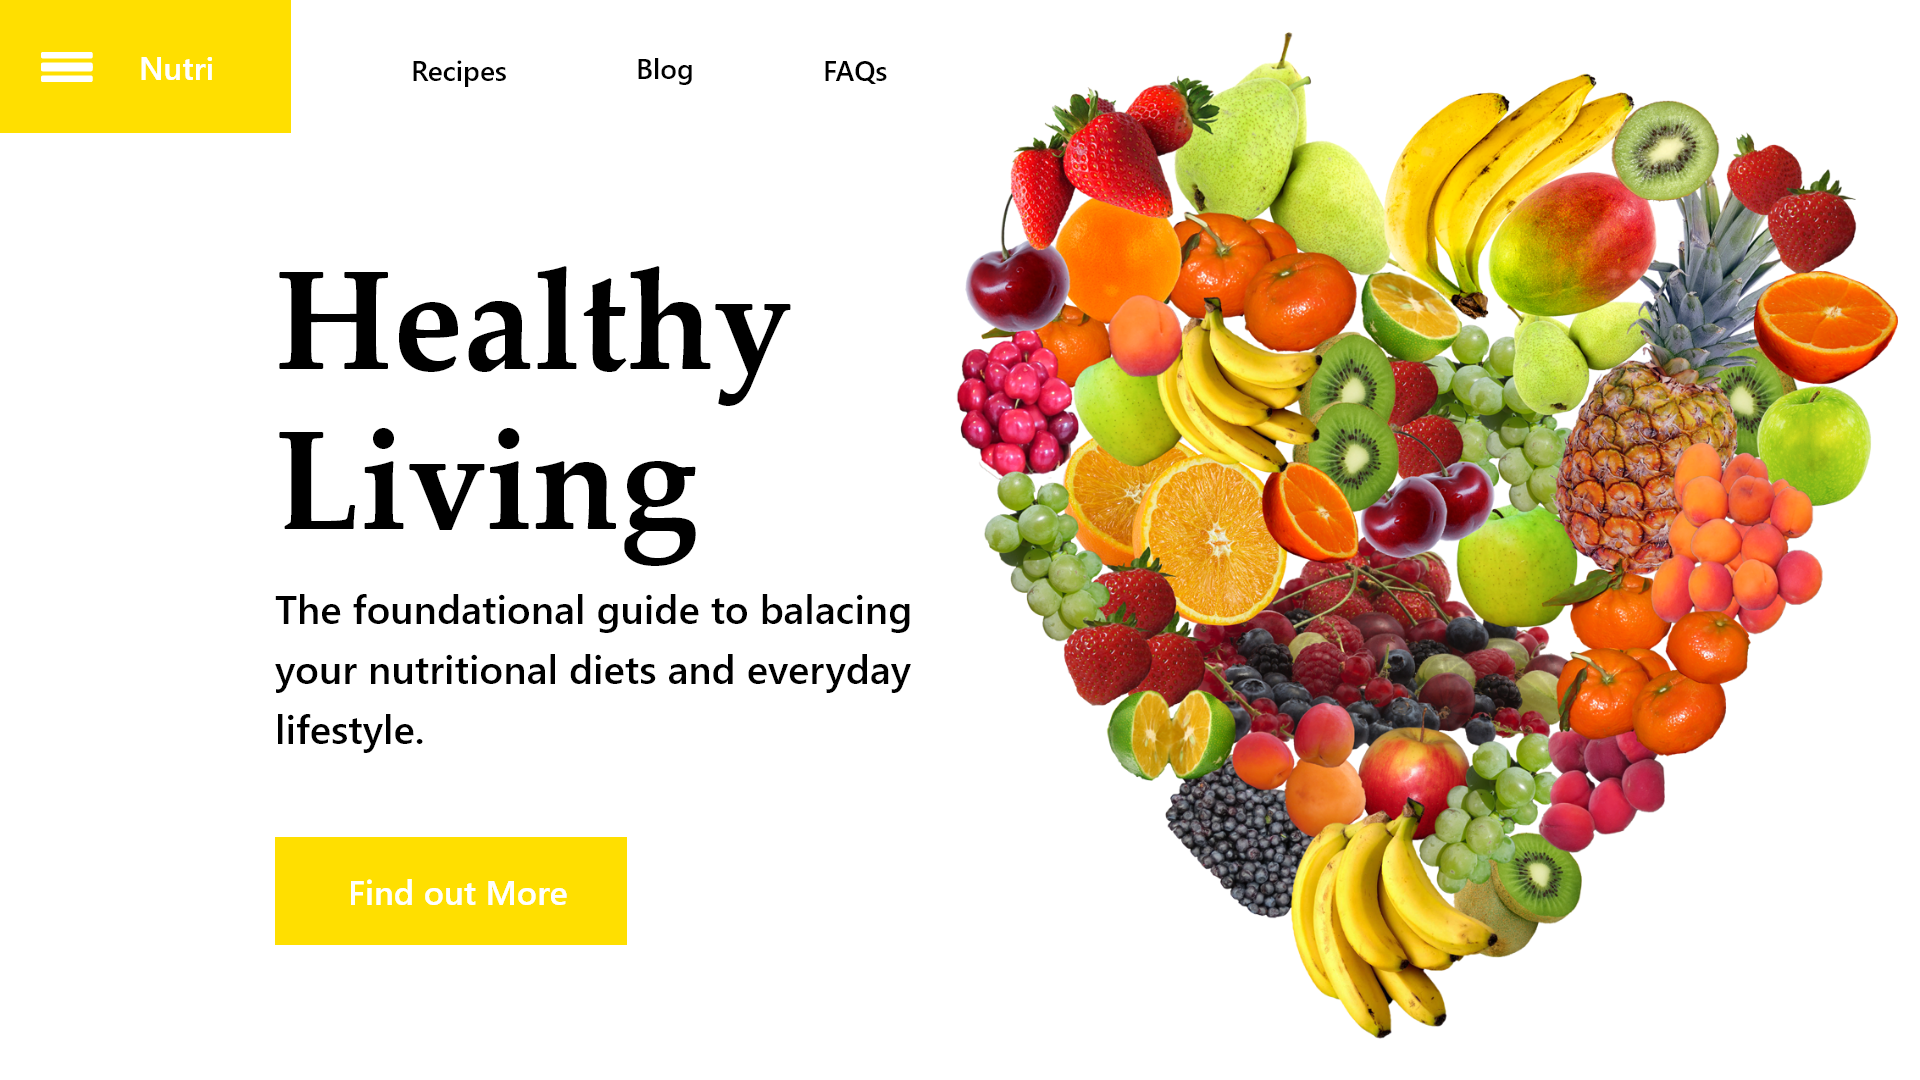 Nutri
Recipes
Blog
FAQs
Healthy
Living
The foundational guide to balacing
your nutritional diets and everyday
lifestyle.
Find out More